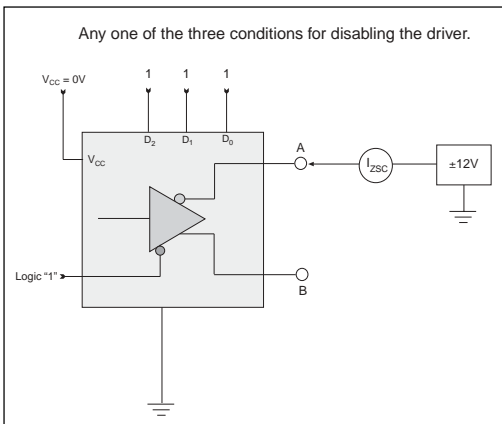 Any one of the three conditions for disabling the driver.
VCC = 0V
1 1 1
D2 D1 D0
VCC
A
IZSC
±12V
Logic “1”
B